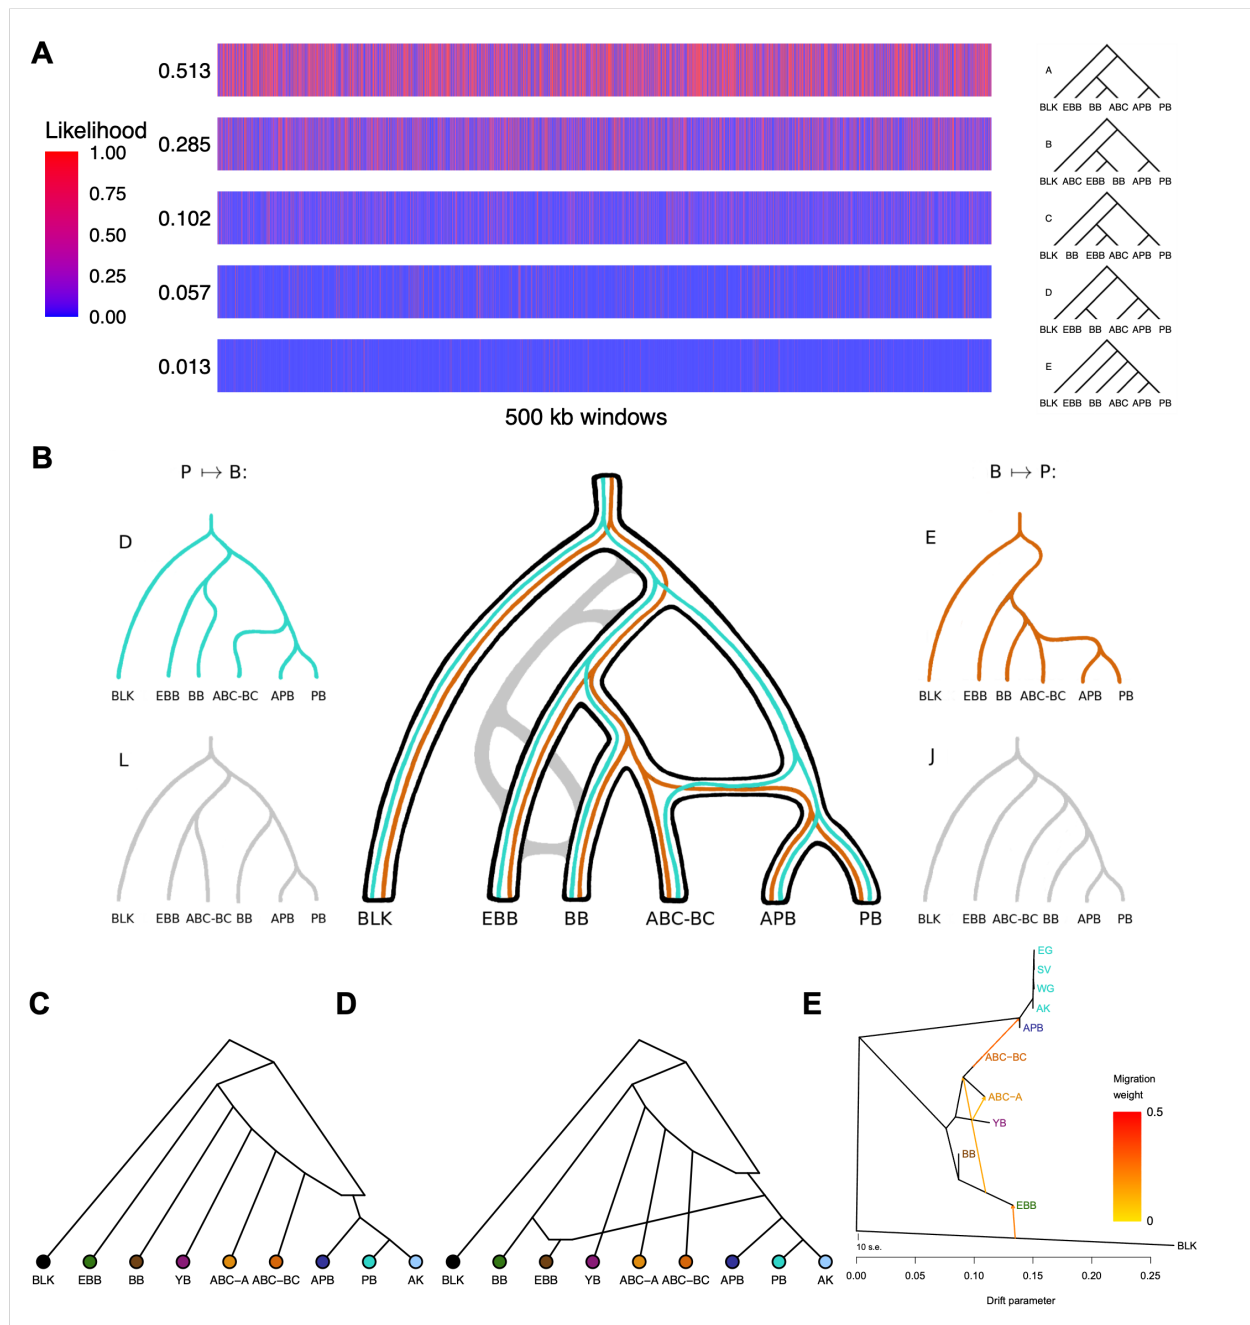 A
0.513
A
BLK EBB BB ABC APB PB
Likelihood
1.00
0.75
0.50
0.25
0.00
0.285
B
BLK ABC EBB BB APB PB
0.102
C
BLK BB EBB ABC APB PB
0.057
D
BLK EBB BB ABC APB PB
0.013
E
BLK EBB BB ABC APB PB
500 kb windows
B
P ↦ B:
B ↦ P:
D
BLK EBB BB ABC-BC APB PB
E
BLK EBB BB ABC-BC APB PB
L
BLK EBB ABC-BC BB APB PB
J
BLK EBB ABC-BC BB APB PB
BLK EBB BB ABC-BC APB PB
C
BLK EBB BB YB ABC−A ABC−BC APB PB AK
D
BLK BB EBB YB ABC−A ABC−BC APB PB AK
E
EG
SV
WG
AK
APB
ABC−BC
ABC−A
YB
BB
EBB
BLK
Migration
weight
0.5
0
10 s.e.
0.00 0.05 0.10 0.15 0.20 0.25
Drift parameter